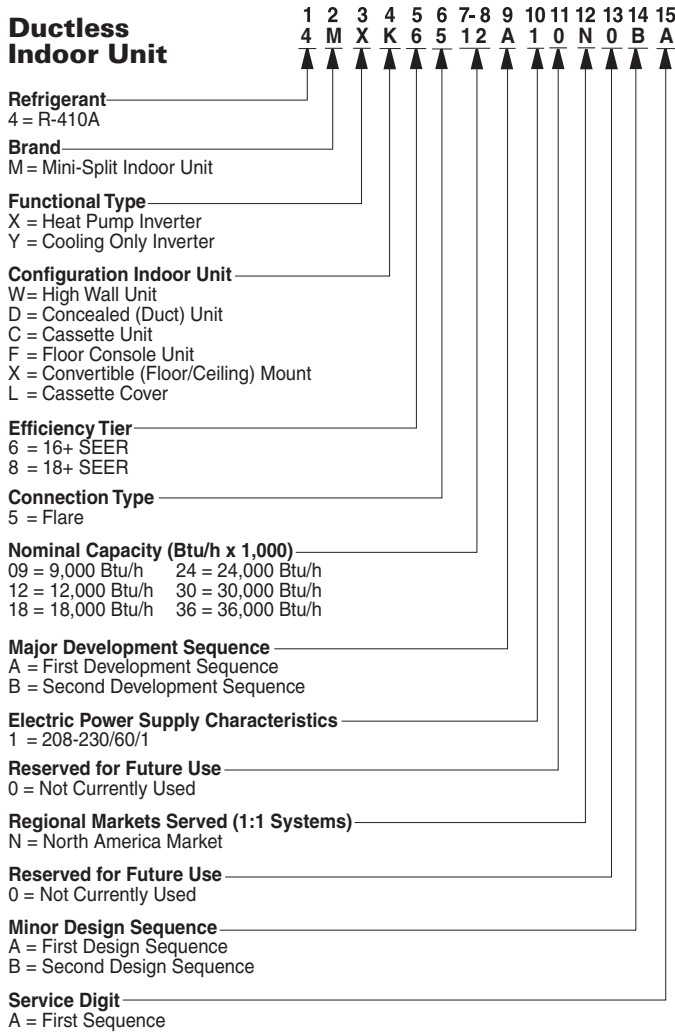 Ductless
Indoor Unit
1 2 3 4 5 6 7-8 9 10 11 12 13 14 15
4 M X K 6 5 12 A 1 0 N 0 B A
Refrigerant
4 = R-410A
Brand
M = Mini-Split Indoor Unit
Functional Type
X = Heat Pump Inverter
Y = Cooling Only Inverter
Configuration Indoor Unit
W = High Wall Unit
D = Concealed (Duct) Unit
C = Cassette Unit
F = Floor Console Unit
X = Convertible (Floor/Ceiling) Mount
L = Cassette Cover
Efficiency Tier
6 = 16+ SEER
8 = 18+ SEER
Connection Type
5 = Flare
Nominal Capacity (Btu/h x 1,000)
09 = 9,000 Btu/h 24 = 24,000 Btu/h
12 = 12,000 Btu/h 30 = 30,000 Btu/h
18 = 18,000 Btu/h 36 = 36,000 Btu/h
Major Development Sequence
A = First Development Sequence
B = Second Development Sequence
Electric Power Supply Characteristics
1 = 208-230/60/1
Reserved for Future Use
0 = Not Currently Used
Regional Markets Served (1:1 Systems)
N = North America Market
Reserved for Future Use
0 = Not Currently Used
Minor Design Sequence
A = First Design Sequence
B = Second Design Sequence
Service Digit
A = First Sequence